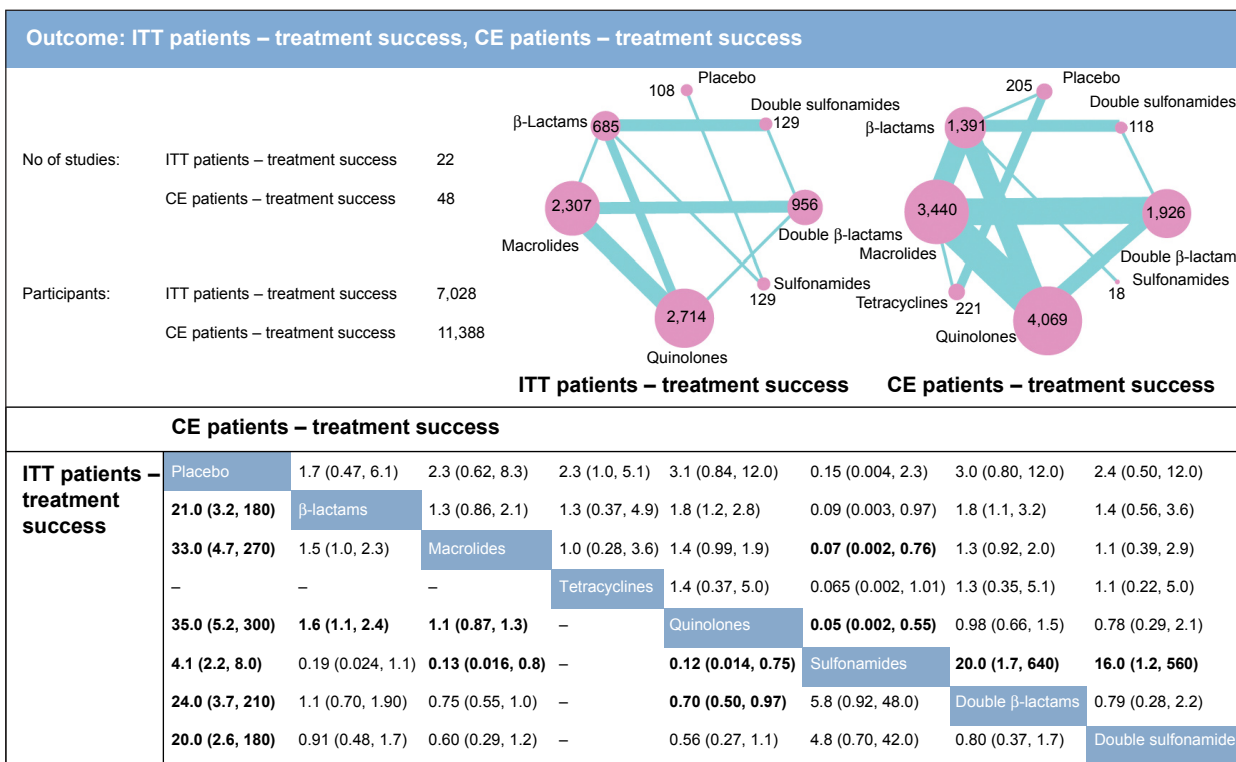 Outcome: ITT patients – treatment success, CE patients – treatment success
No of studies: ITT patients – treatment success 22
CE patients – treatment success 48
Participants: ITT patients – treatment success 7,028
CE patients – treatment success 11,388
Placebo
108
Double sulfonamides
129
β-Lactams
685
2,307
Macrolides
956
Double β-lactams
Sulfonamides
129
2,714
Quinolones
ITT patients – treatment success
Placebo
205
Double sulfonamides
118
β-lactams
1,391
3,440
Macrolides
1,926
Double β-lactam
Sulfonamides
18
Tetracyclines
221
4,069
Quinolones
CE patients – treatment success
CE patients – treatment success
ITT patients –
treatment
success
Placebo 1.7 (0.47, 6.1) 2.3 (0.62, 8.3) 2.3 (1.0, 5.1) 3.1 (0.84, 12.0) 0.15 (0.004, 2.3) 3.0 (0.80, 12.0) 2.4 (0.50, 12.0)
21.0 (3.2, 180) β-lactams 1.3 (0.86, 2.1) 1.3 (0.37, 4.9) 1.8 (1.2, 2.8) 0.09 (0.003, 0.97) 1.8 (1.1, 3.2) 1.4 (0.56, 3.6)
33.0 (4.7, 270) 1.5 (1.0, 2.3) Macrolides 1.0 (0.28, 3.6) 1.4 (0.99, 1.9) 0.07 (0.002, 0.76) 1.3 (0.92, 2.0) 1.1 (0.39, 2.9)
– – – Tetracyclines 1.4 (0.37, 5.0) 0.065 (0.002, 1.01) 1.3 (0.35, 5.1) 1.1 (0.22, 5.0)
35.0 (5.2, 300) 1.6 (1.1, 2.4) 1.1 (0.87, 1.3) – Quinolones 0.05 (0.002, 0.55) 0.98 (0.66, 1.5) 0.78 (0.29, 2.1)
4.1 (2.2, 8.0) 0.19 (0.024, 1.1) 0.13 (0.016, 0.8) – 0.12 (0.014, 0.75) Sulfonamides 20.0 (1.7, 640) 16.0 (1.2, 560)
24.0 (3.7, 210) 1.1 (0.70, 1.90) 0.75 (0.55, 1.0) – 0.70 (0.50, 0.97) 5.8 (0.92, 48.0) Double β-lactams 0.79 (0.28, 2.2)
20.0 (2.6, 180) 0.91 (0.48, 1.7) 0.60 (0.29, 1.2) – 0.56 (0.27, 1.1) 4.8 (0.70, 42.0) 0.80 (0.37, 1.7) Double sulfonamide